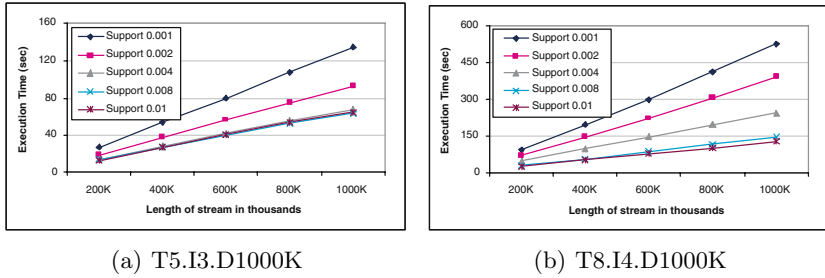 160
120
80
40
0
Execution Time (sec)
Support 0.001
Support 0.002
Support 0.004
Support 0.008
Support 0.01
200K 400K 600K 800K 1000K
Length of stream in thousands
(a) T5.I3.D1000K
600
450
300
150
0
Execution Time (sec)
Support 0.001
Support 0.002
Support 0.004
Support 0.008
Support 0.01
200K 400K 600K 800K 1000K
Length of stream in thousands
(b) T8.I4.D1000K